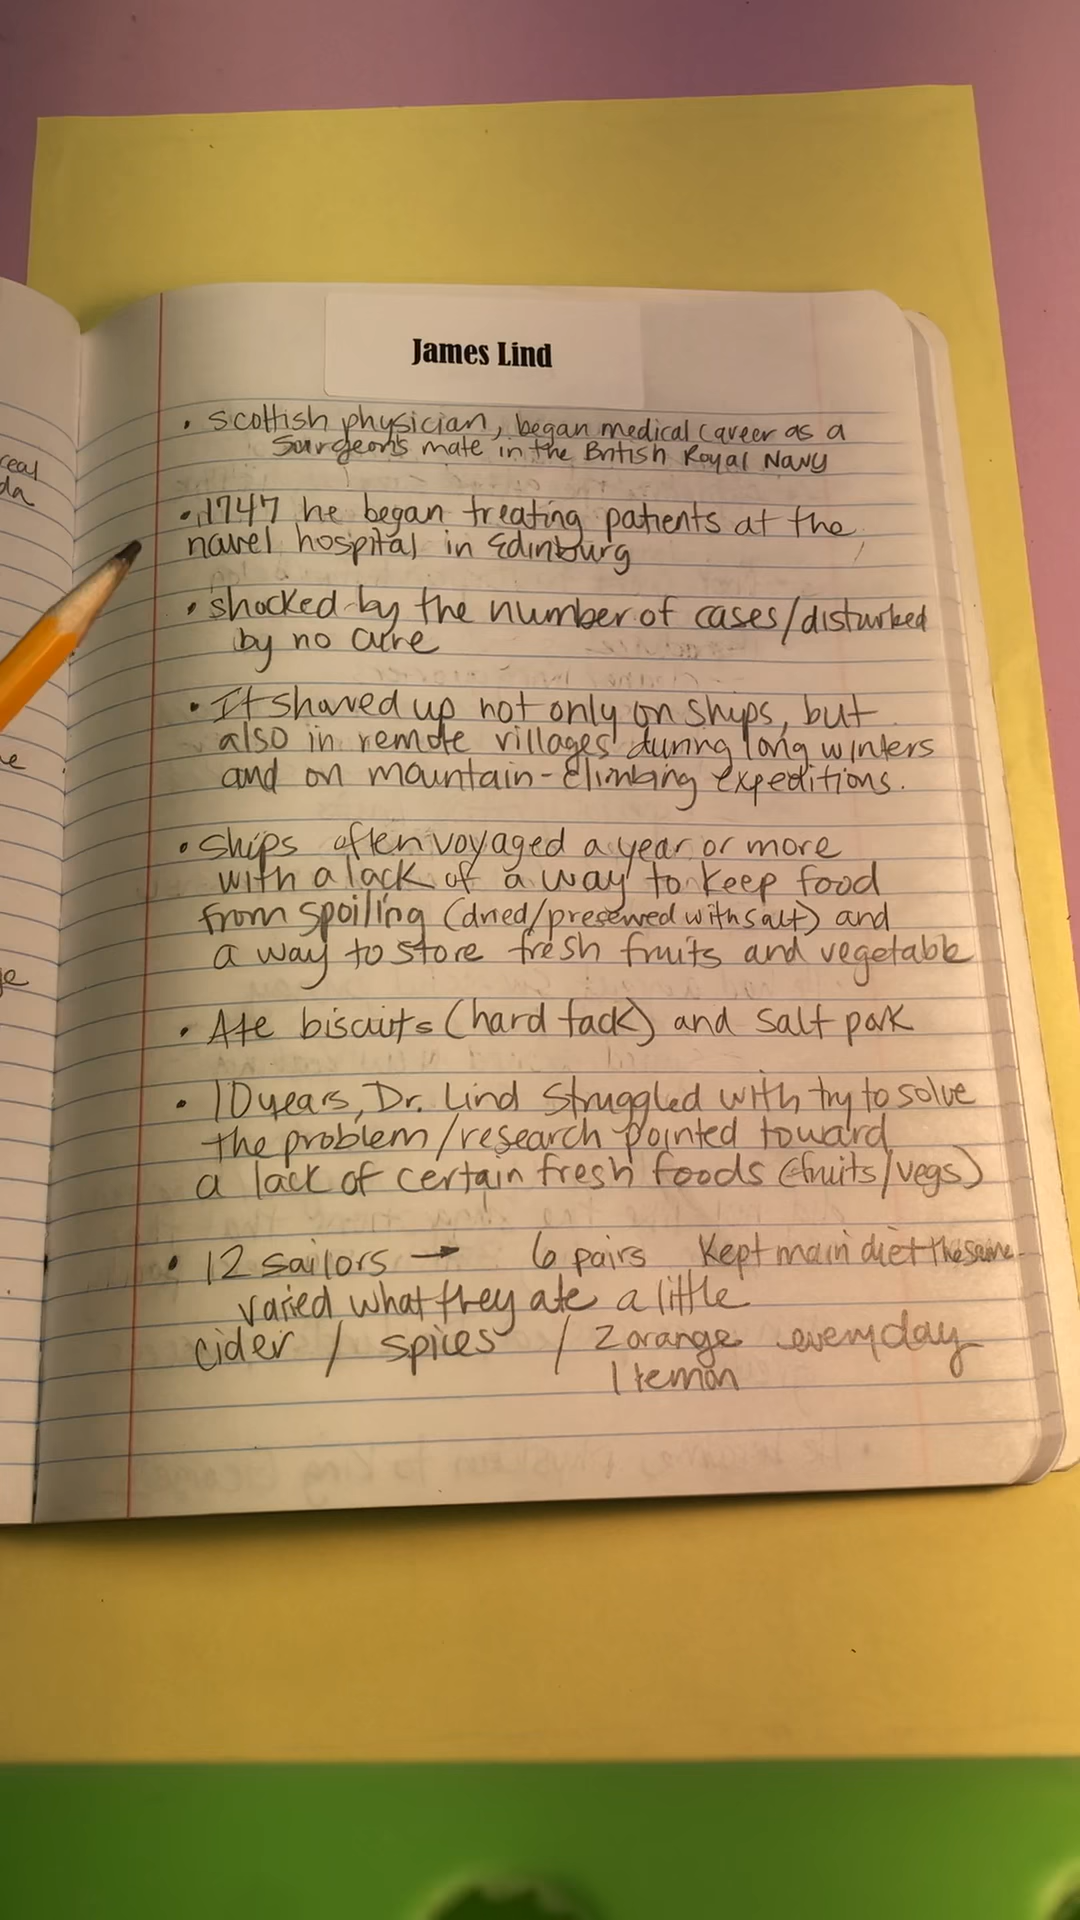 James Lind
• scottish physician, began medical career as a
surgeons mate in the British Royal Navy
• 1747 he began treating patients at the
navel hospital in Edinburg
• shocked by the number of cases/disturbed
by no cure
• It showed up not only on ships, but
also in remote villages during long winters
and on mountain-climbing expeditions.
• ships often voyaged a year or more
with a lack of a way to keep food
from spoiling (dried/preserved with salt) and
a way to store fresh fruits and vegetable
• Ate biscuits (hard tack) and salt pork
• 10 years, Dr. Lind struggled with try to solve
the problem/research pointed toward
a lack of certain fresh foods (fruits/vegs)
• 12 sailors → 6 pairs Kept main diet the same
varied what they ate a little
cider / spices / 2 orange everyday
1 lemon
real
da
e
e